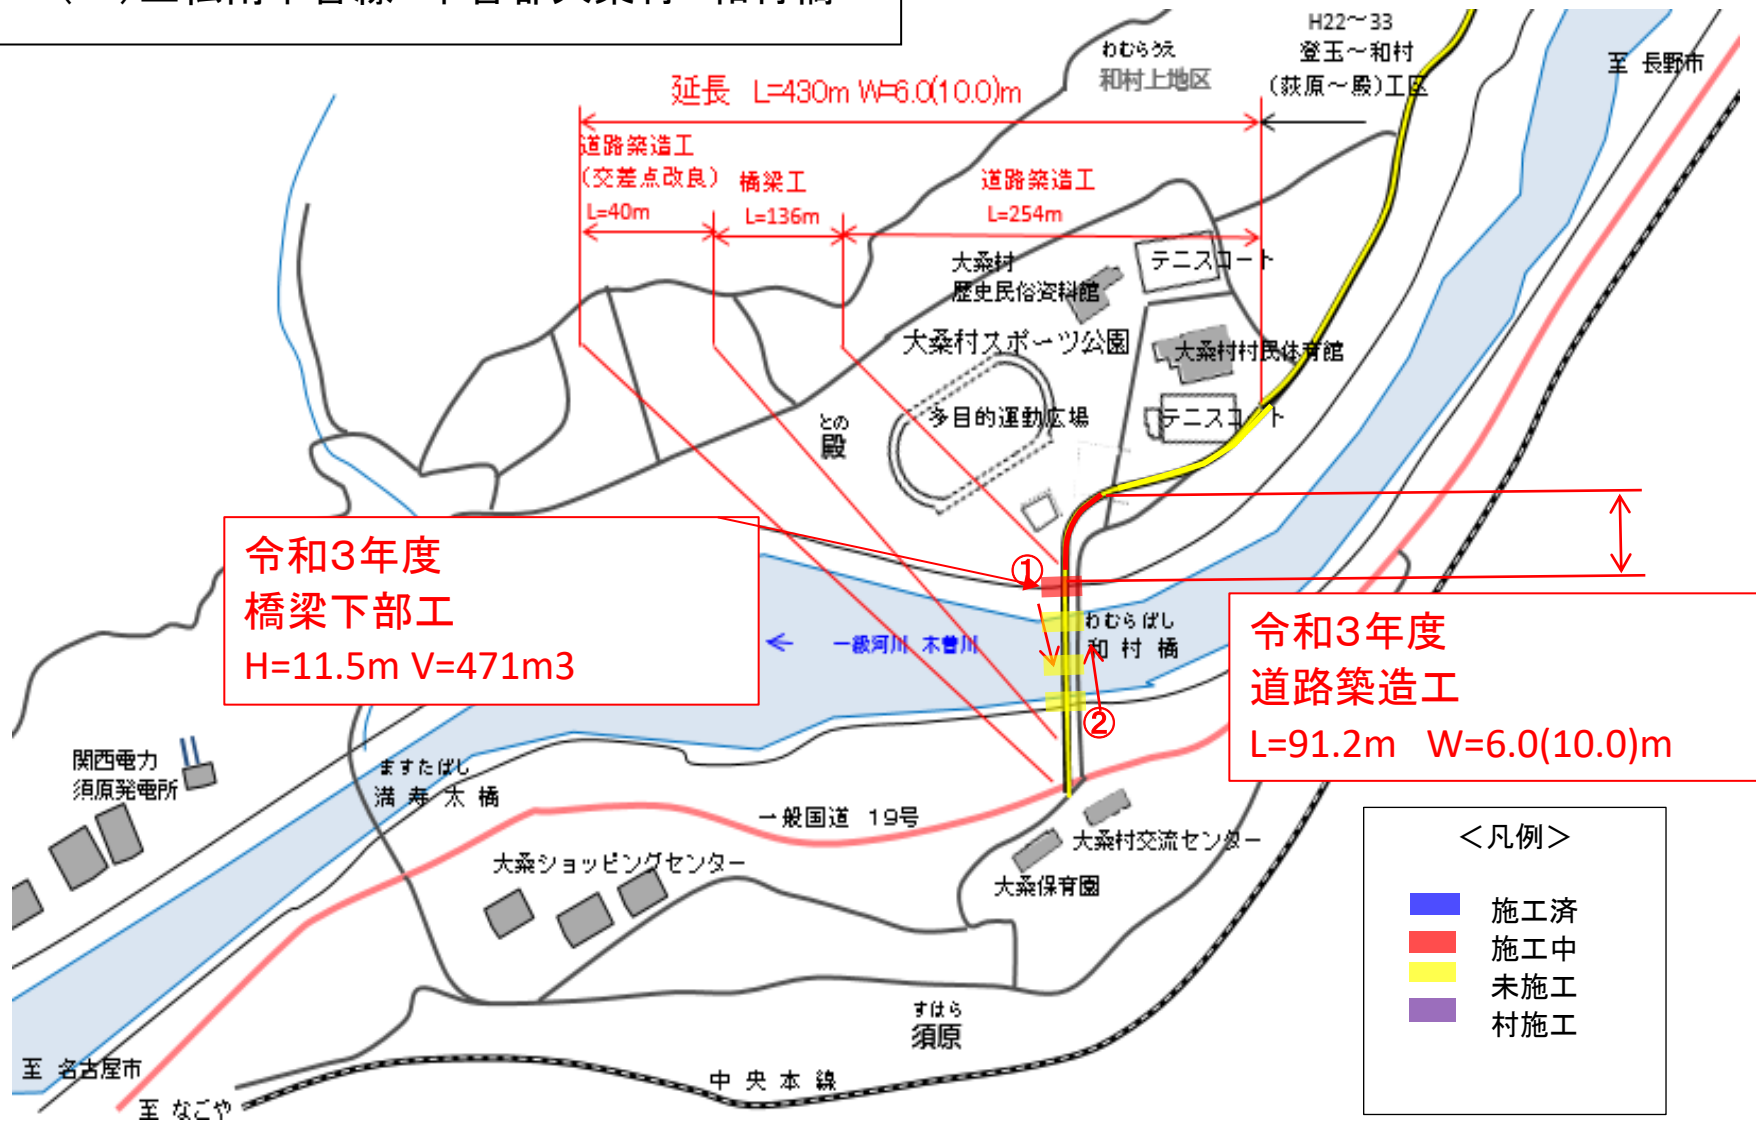 わむらうえ
和村上地区
H22～33
登玉～和村
(荻原～殿)工区
至 長野市
延長 L=430m W=6.0(10.0)m
道路築造工
(交差点改良)
L=40m
橋梁工
L=136m
道路築造工
L=254m
大桑村
歴史民俗資料館
テニスコート
大桑村スポーツ公園
大桑村村民体育館
多目的運動広場
テニスコート
との
殿
令和3年度
橋梁下部工
H=11.5m V=471m3
①
← 一級河川 木曽川
わむらばし
和村橋
②
令和3年度
道路築造工
L=91.2m W=6.0(10.0)m
関西電力
須原発電所
ますたばし
満寿太橋
一般国道 19号
大桑ショッピングセンター
大桑村交流センター
大桑保育園
すはら
須原
中央本線
至 名古屋市
至 なごや
＜凡例＞
施工済
施工中
未施工
村施工